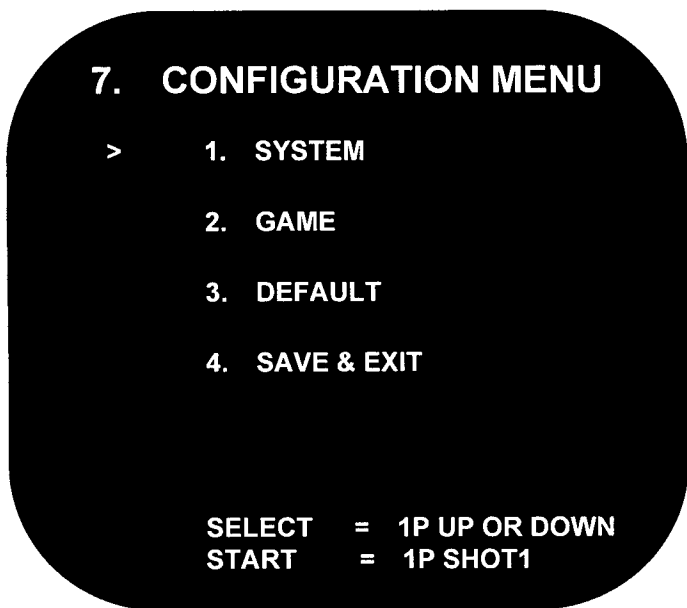 7. CONFIGURATION MENU
> 1. SYSTEM
2. GAME
3. DEFAULT
4. SAVE & EXIT
SELECT = 1P UP OR DOWN
START = 1P SHOT1